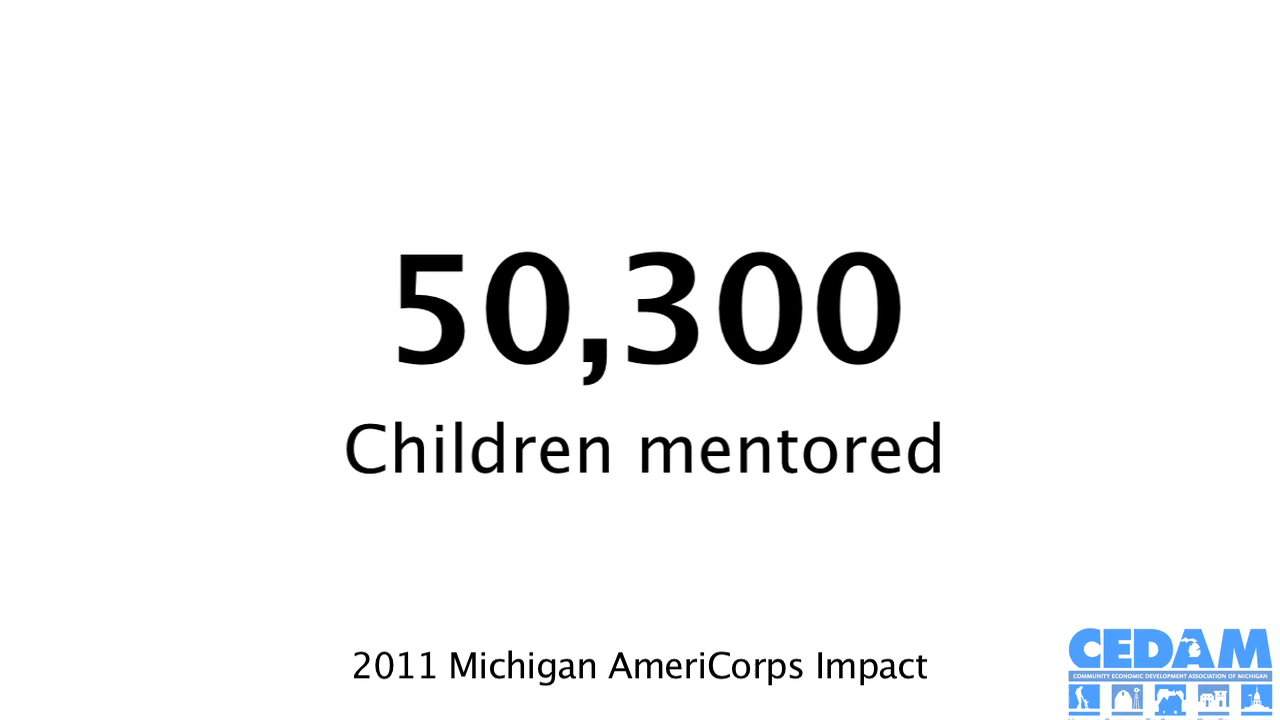 50,300
Children mentored
2011 Michigan AmeriCorps Impact
CEDAM
COMMUNITY ECONOMIC DEVELOPMENT ASSOCIATION OF MICHIGAN